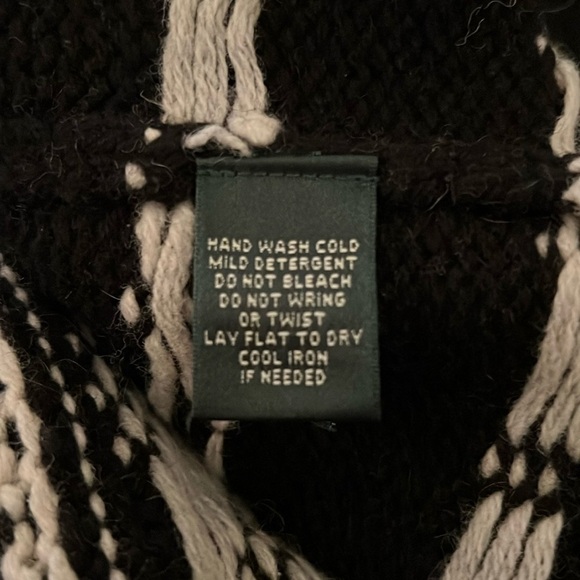 HAND WASH COLD
MILD DETERGENT
DO NOT BLEACH
DO NOT WRING
OR TWIST
LAY FLAT TO DRY
COOL IRON
IF NEEDED